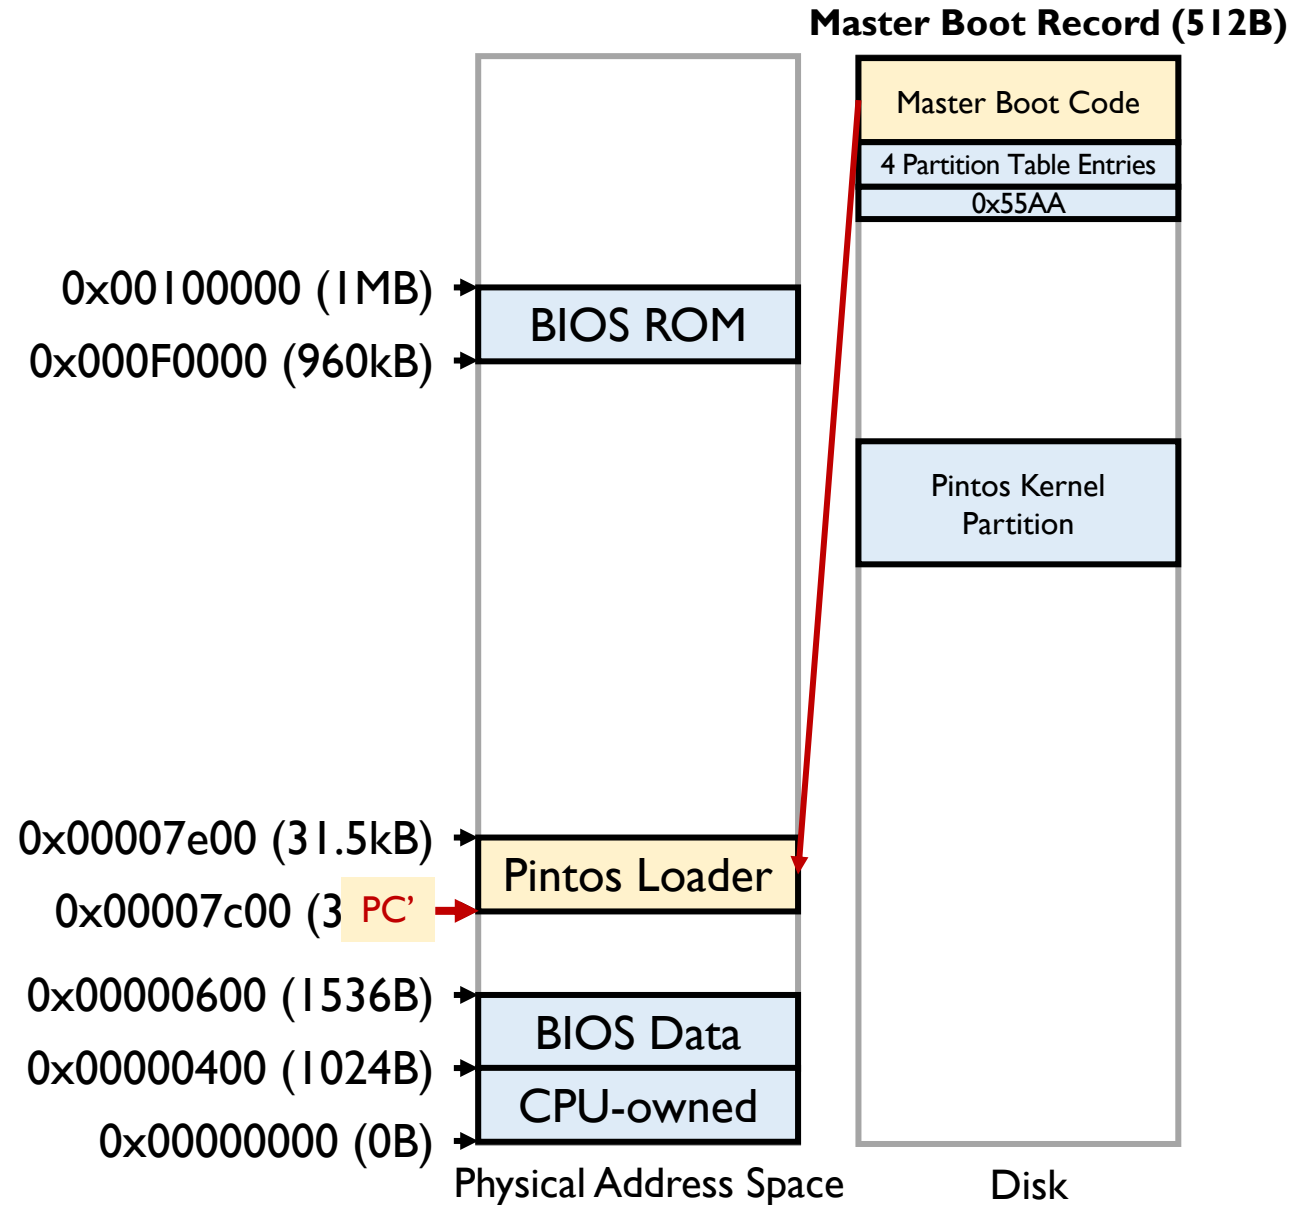 Master Boot Record (512B)
Master Boot Code
4 Partition Table Entries
0x55AA
0x00100000 (1MB)
BIOS ROM
0x000F0000 (960kB)
Pintos Kernel
Partition
0x00007e00 (31.5kB)
Pintos Loader
0x00007c00 (3
PC’
0x00000600 (1536B)
BIOS Data
0x00000400 (1024B)
CPU-owned
0x00000000 (0B)
Physical Address Space
Disk